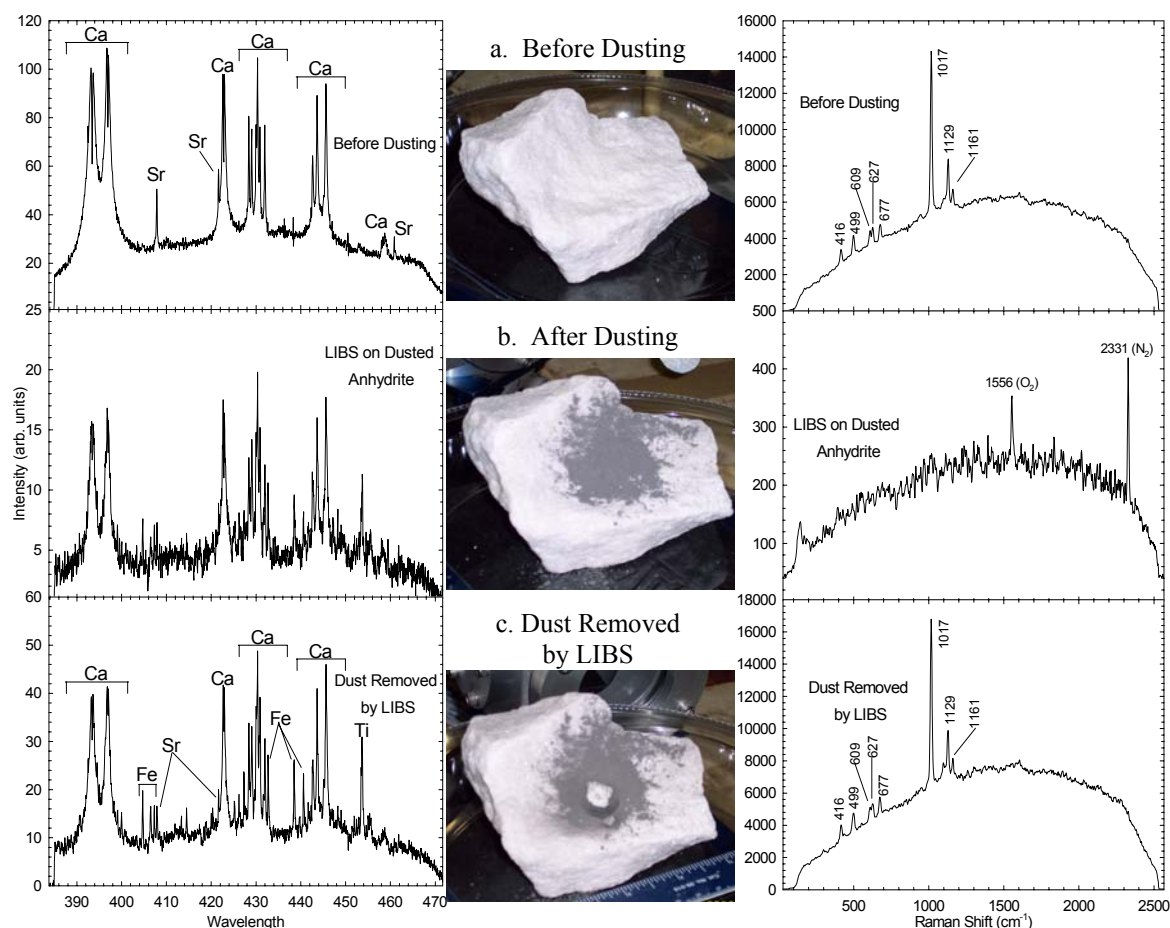 a. Before Dusting
120
100
80
60
40
20
Ca
Ca
Ca
Ca
Sr
Sr
Ca
Sr
Before Dusting
b. After Dusting
25
20
15
10
5
Intensity (arb. units)
LIBS on Dusted
Anhydrite
c. Dust Removed
by LIBS
60
50
40
30
20
10
0
Ca
Ca
Ca
Ca
Fe
Sr
Fe
Ti
Dust Removed
by LIBS
390 400 410 420 430 440 450 460 470
Wavelength
16000
14000
12000
10000
8000
6000
4000
2000
Before Dusting
416
499
609
627
677
1017
1129
1161
500
400
300
200
100
1556 (O₂)
2331 (N₂)
LIBS on Dusted
Anhydrite
18000
16000
14000
12000
10000
8000
6000
4000
2000
0
Dust Removed
by LIBS
416
499
609
627
677
1017
1129
1161
500 1000 1500 2000 2500
Raman Shift (cm⁻¹)